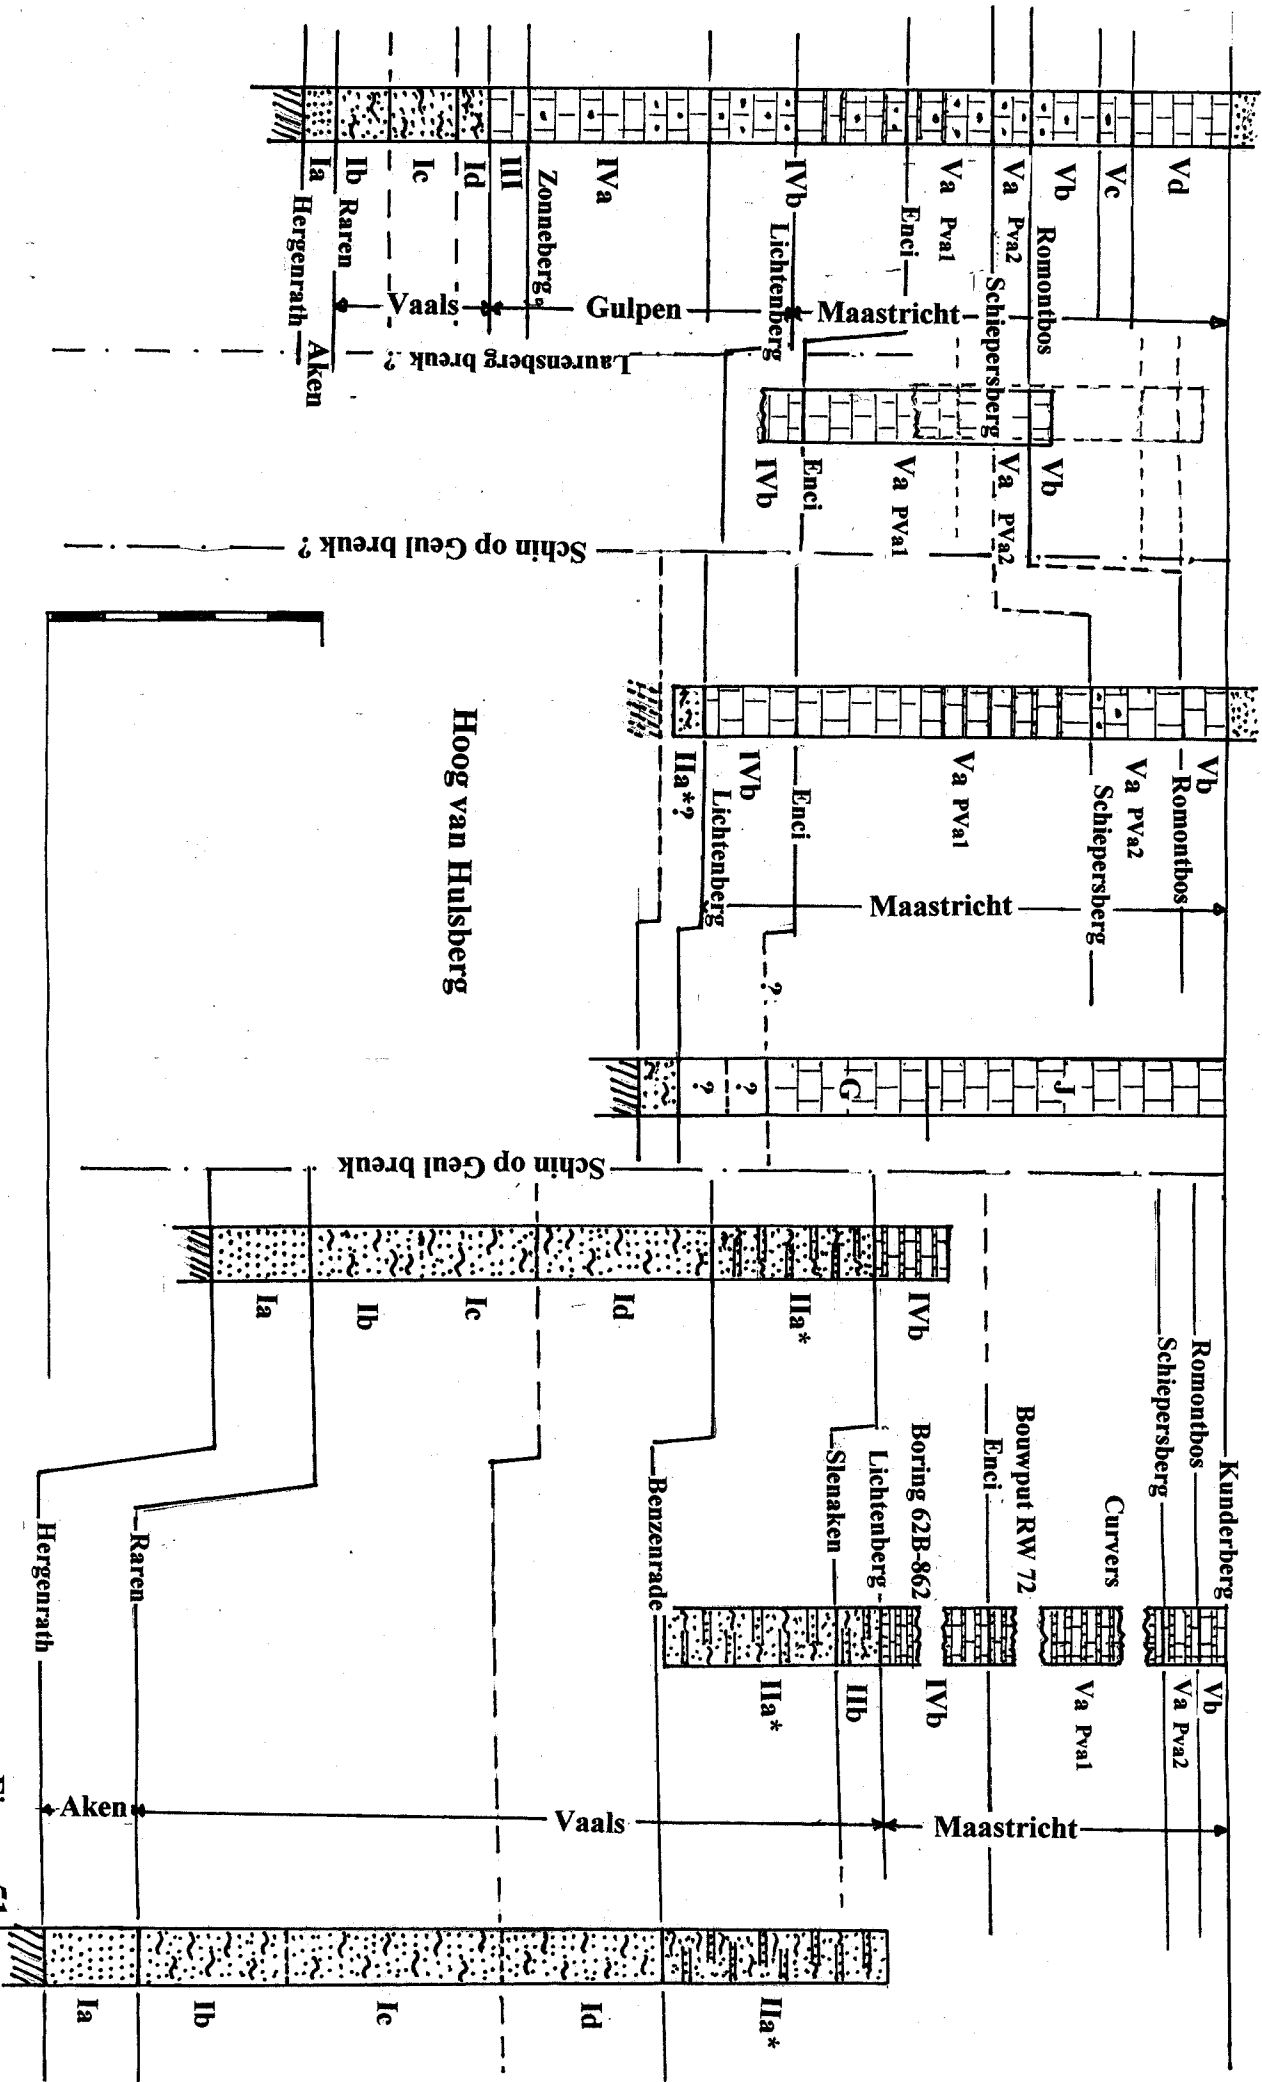 Ia
Ib
Ic
Id
III
IVa
IVb
Va Pva1
Va Pva2
Vb
Vc
Vd
Hergenrath
Raren
Zonneberg
Lichtenberg
Enci
Schiepersberg
Romontbos
Aken
Vaals
Gulpen
Maastricht
Laurensberg breuk ?
IVb
Enci
Va PVa1
Va PVa2
Vb
Schin op Geul breuk ?
Hoog van Hulsberg
IIa*?
IVb
Va PVa1
Va PVa2
Vb
Lichtenberg
Enci
Schiepersberg
Romontbos
Maastricht
?
?
?
G
J
Schin op Geul breuk
Ia
Ib
Ic
Id
IIa*
IVb
Hergenrath
Raren
Benzenrade
Slenaken
Lichtenberg
Boring 62B-862
Enci
Bouwput RW 72
Curvers
Schiepersberg
Romontbos
Kunderberg
IIa*
IIb
IVb
Va Pva1
Va Pva2
Vb
Aken
Vaals
Maastricht
Ia
Ib
Ic
Id
IIa*